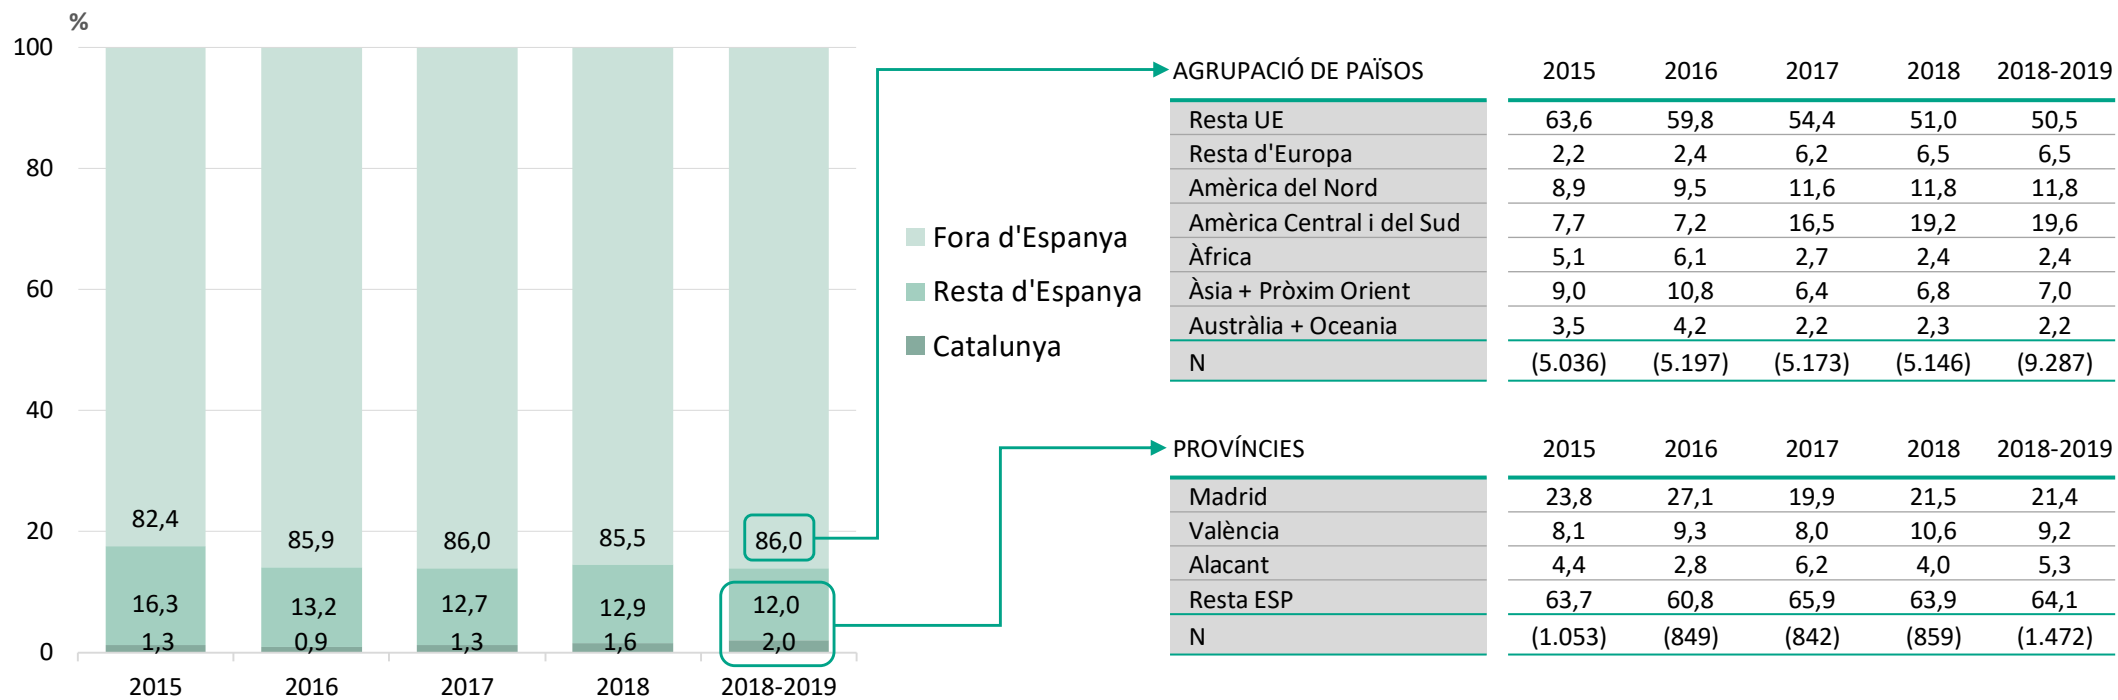 %
100
80
60
40
20
0
82,4 85,9 86,0 85,5 86,0
16,3 13,2 12,7 12,9 12,0
1,3 0,9 1,3 1,6 2,0
2015 2016 2017 2018 2018-2019
Fora d'Espanya
Resta d'Espanya
Catalunya
AGRUPACIÓ DE PAÏSOS 2015 2016 2017 2018 2018-2019
Resta UE 63,6 59,8 54,4 51,0 50,5
Resta d'Europa 2,2 2,4 6,2 6,5 6,5
Amèrica del Nord 8,9 9,5 11,6 11,8 11,8
Amèrica Central i del Sud 7,7 7,2 16,5 19,2 19,6
Àfrica 5,1 6,1 2,7 2,4 2,4
Àsia + Pròxim Orient 9,0 10,8 6,4 6,8 7,0
Austràlia + Oceania 3,5 4,2 2,2 2,3 2,2
N (5.036) (5.197) (5.173) (5.146) (9.287)
PROVÍNCIES 2015 2016 2017 2018 2018-2019
Madrid 23,8 27,1 19,9 21,5 21,4
València 8,1 9,3 8,0 10,6 9,2
Alacant 4,4 2,8 6,2 4,0 5,3
Resta ESP 63,7 60,8 65,9 63,9 64,1
N (1.053) (849) (842) (859) (1.472)